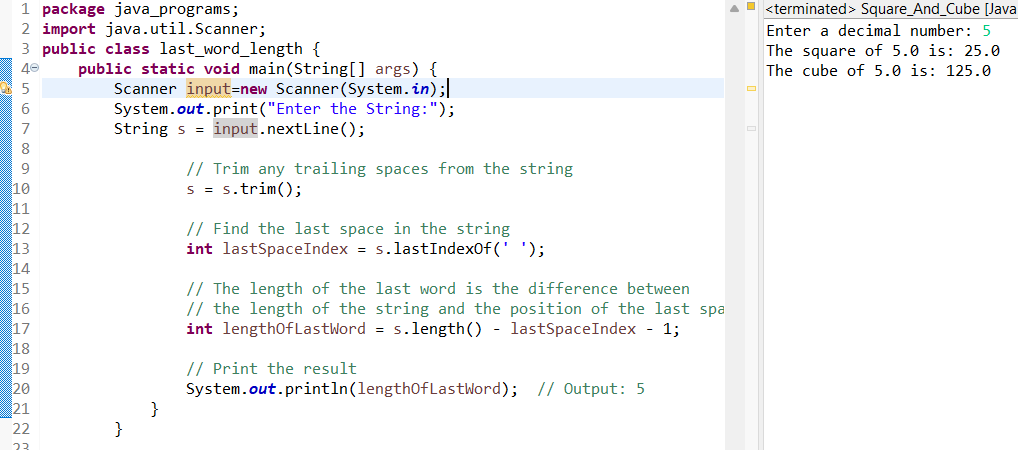 1 package java_programs;
2 import java.util.Scanner;
3 public class last_word_length {
4 public static void main(String[] args) {
5 Scanner input=new Scanner(System.in);
6 System.out.print("Enter the String:");
7 String s = input.nextLine();
8
9 // Trim any trailing spaces from the string
10 s = s.trim();
11
12 // Find the last space in the string
13 int lastSpaceIndex = s.lastIndexOf(' ');
14
15 // The length of the last word is the difference between
16 // the length of the string and the position of the last spa
17 int lengthOfLastWord = s.length() - lastSpaceIndex - 1;
18
19 // Print the result
20 System.out.println(lengthOfLastWord);  // Output: 5
21 }
22 }
23
<terminated> Square_And_Cube [Java
Enter a decimal number: 5
The square of 5.0 is: 25.0
The cube of 5.0 is: 125.0